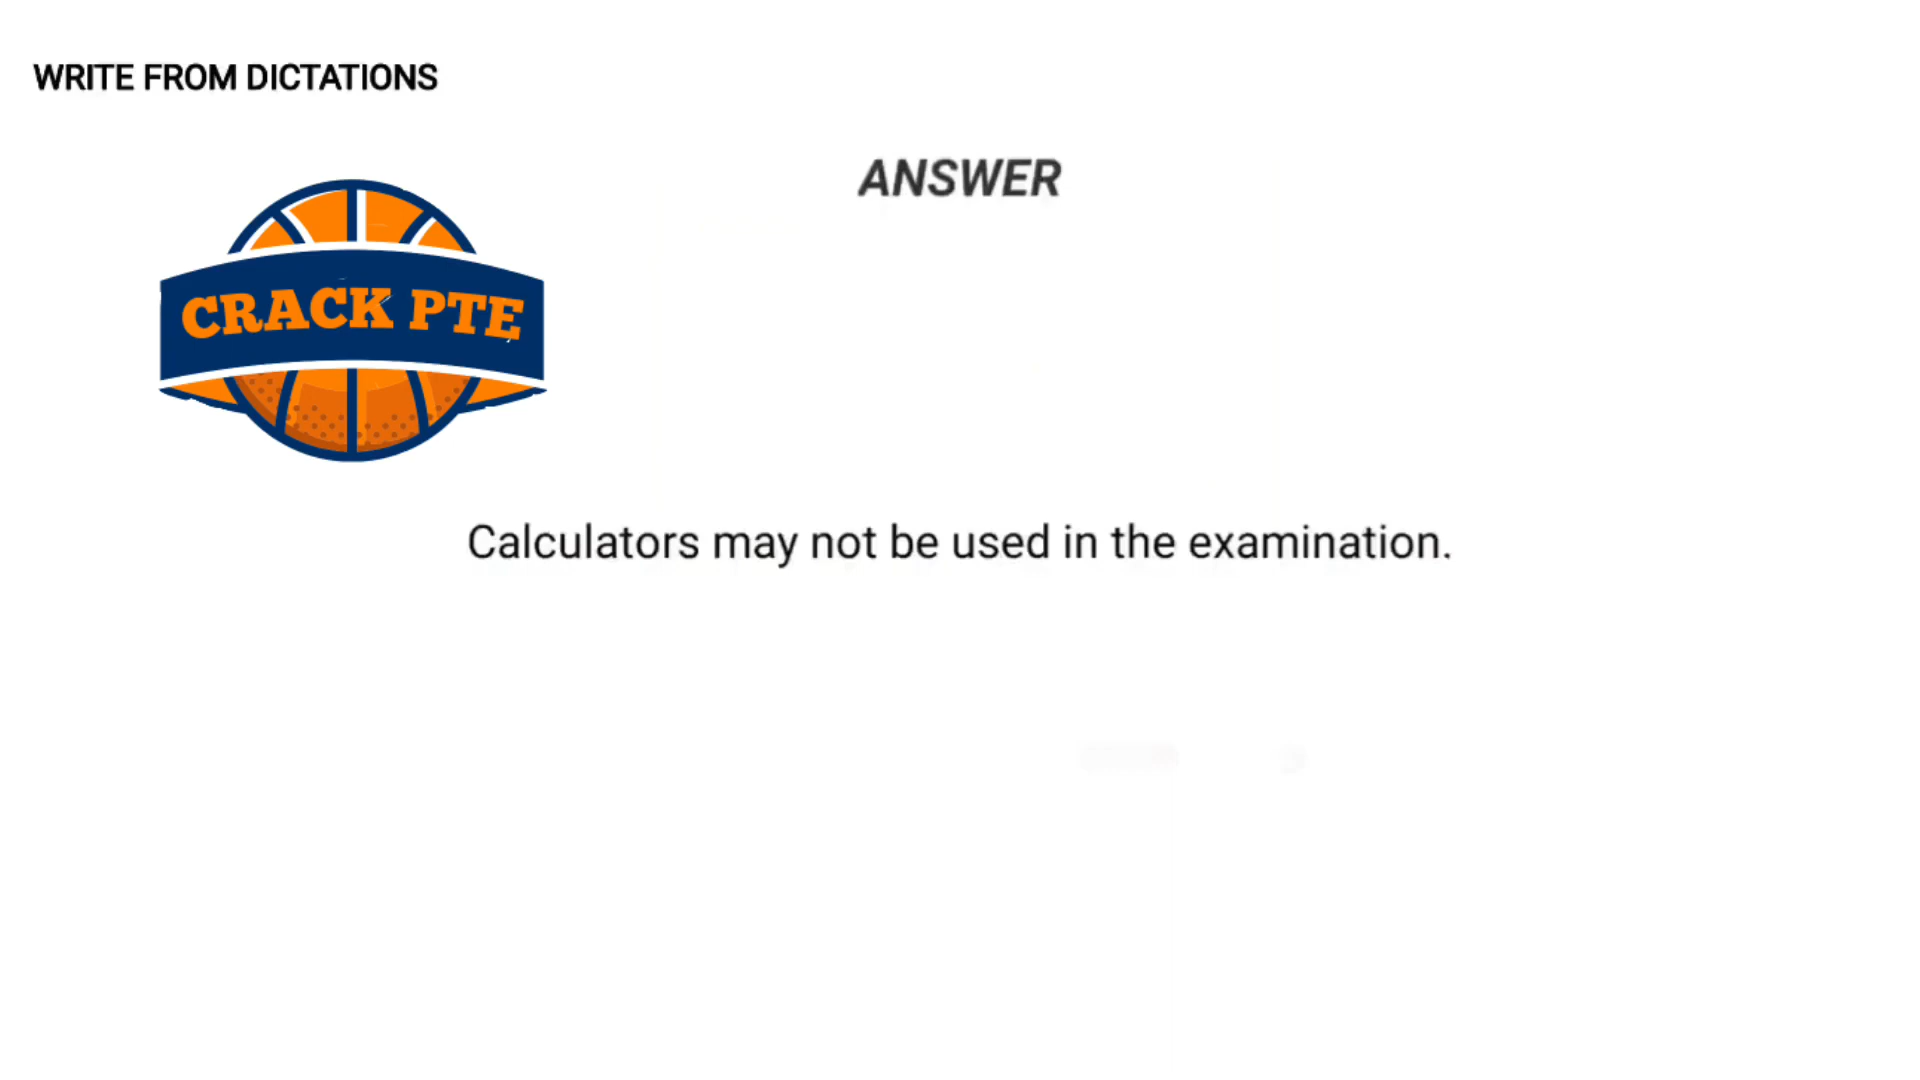 WRITE FROM DICTATIONS
ANSWER
CRACK PTE
Calculators may not be used in the examination.